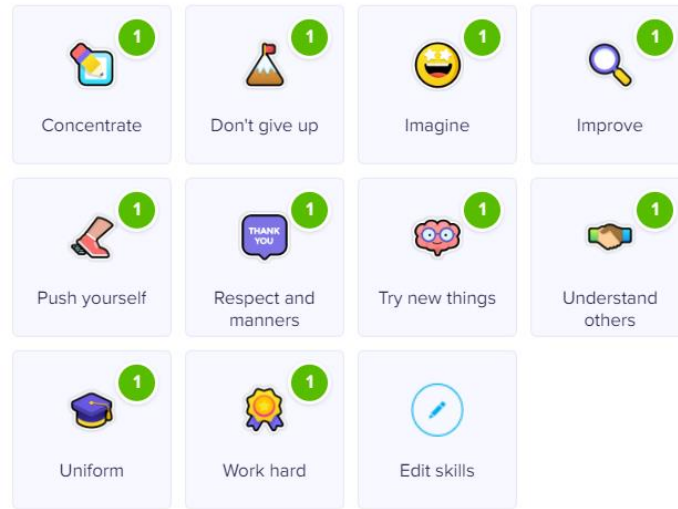 1
1
1
1
Concentrate
Don't give up
Imagine
Improve
1
1
1
1
THANK
YOU
Push yourself
Respect and
manners
Try new things
Understand
others
1
1
Uniform
Work hard
Edit skills